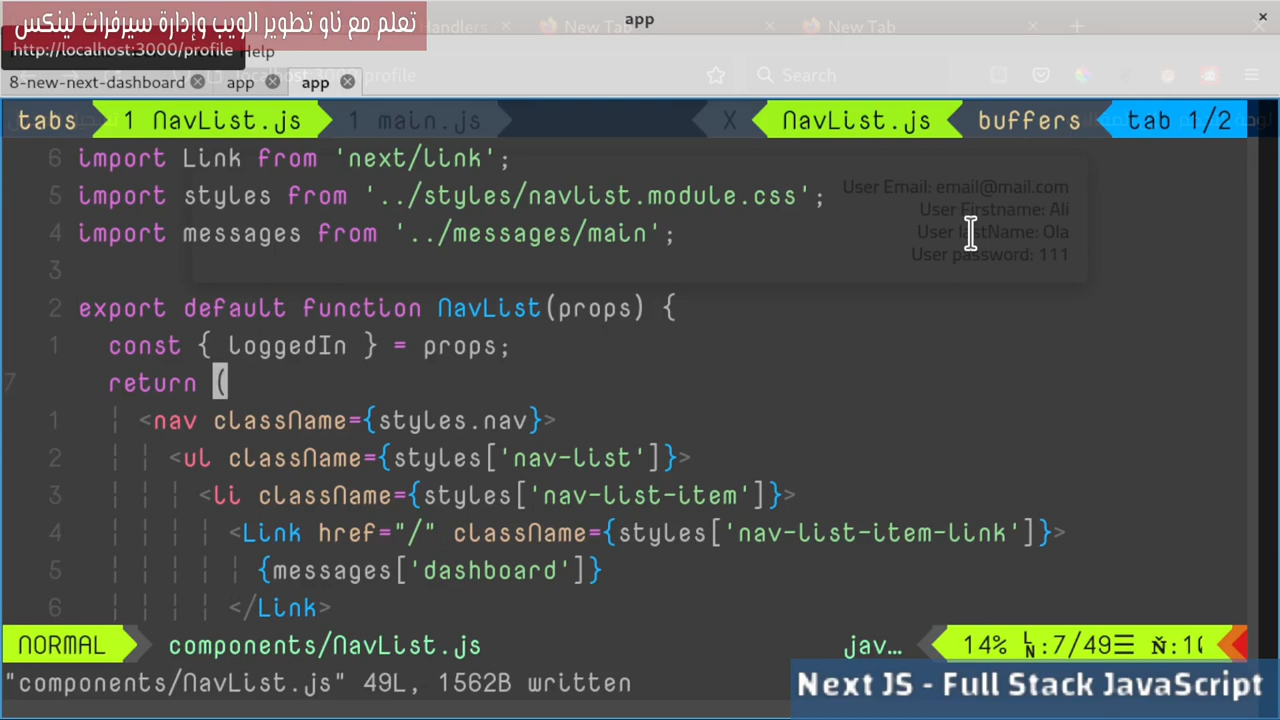 تعلم مع ناو تطوير الويب وإدارة سيرفرات لينكس
Handlers
New Tab
New Tab
app
http://localhost:3000/profile
Help
localhost:3000/profile
Search
8-new-next-dashboard
app
app
tabs 1 NavList.js 1 main.js X NavList.js buffers tab 1/2
6 import Link from 'next/link';
5 import styles from '../styles/navlist.module.css';
4 import messages from '../messages/main';
3
2 export default function NavList(props) {
1 const { loggedIn } = props;
7 return (
1 <nav className={styles.nav}>
2 <ul className={styles['nav-list']}>
3 <li className={styles['nav-list-item']}>
4 <Link href="/" className={styles['nav-list-item-link']}>
5 {messages['dashboard']}
6 </Link>
User Email: email@mail.com
User Firstname: Ali
User lastName: Ola
User password: 111
NORMAL components/NavList.js jav… 14% LN:7/49☰
"components/NavList.js" 49L, 1562B written
Next JS - Full Stack JavaScript